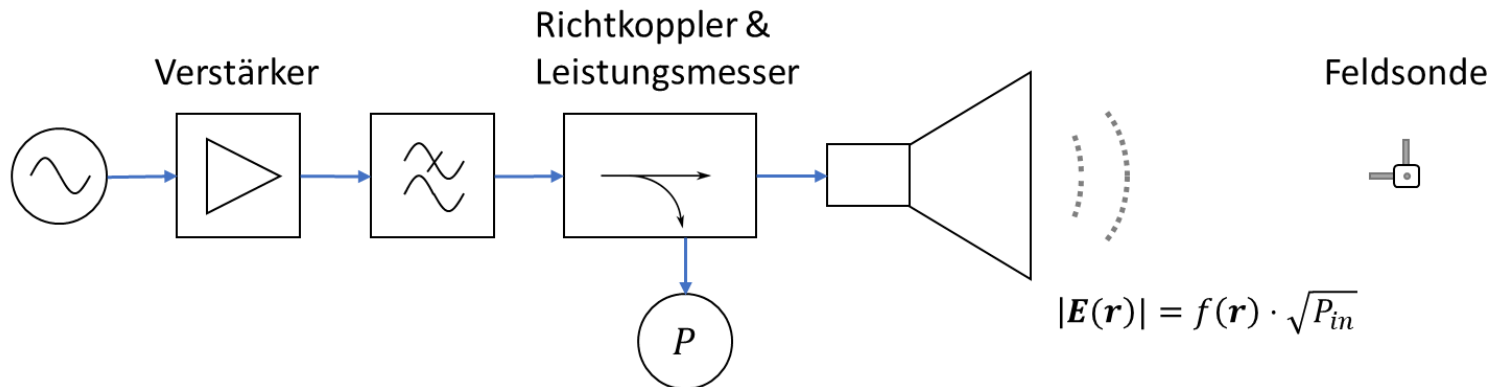 Richtkoppler &
Verstärker
Leistungsmesser
Feldsonde
P
|E(r)| = f(r) · √P_in